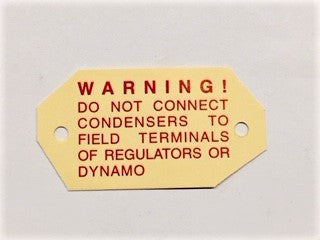 WARNING!
DO NOT CONNECT
CONDENSERS TO
FIELD TERMINALS
OF REGULATORS OR
DYNAMO